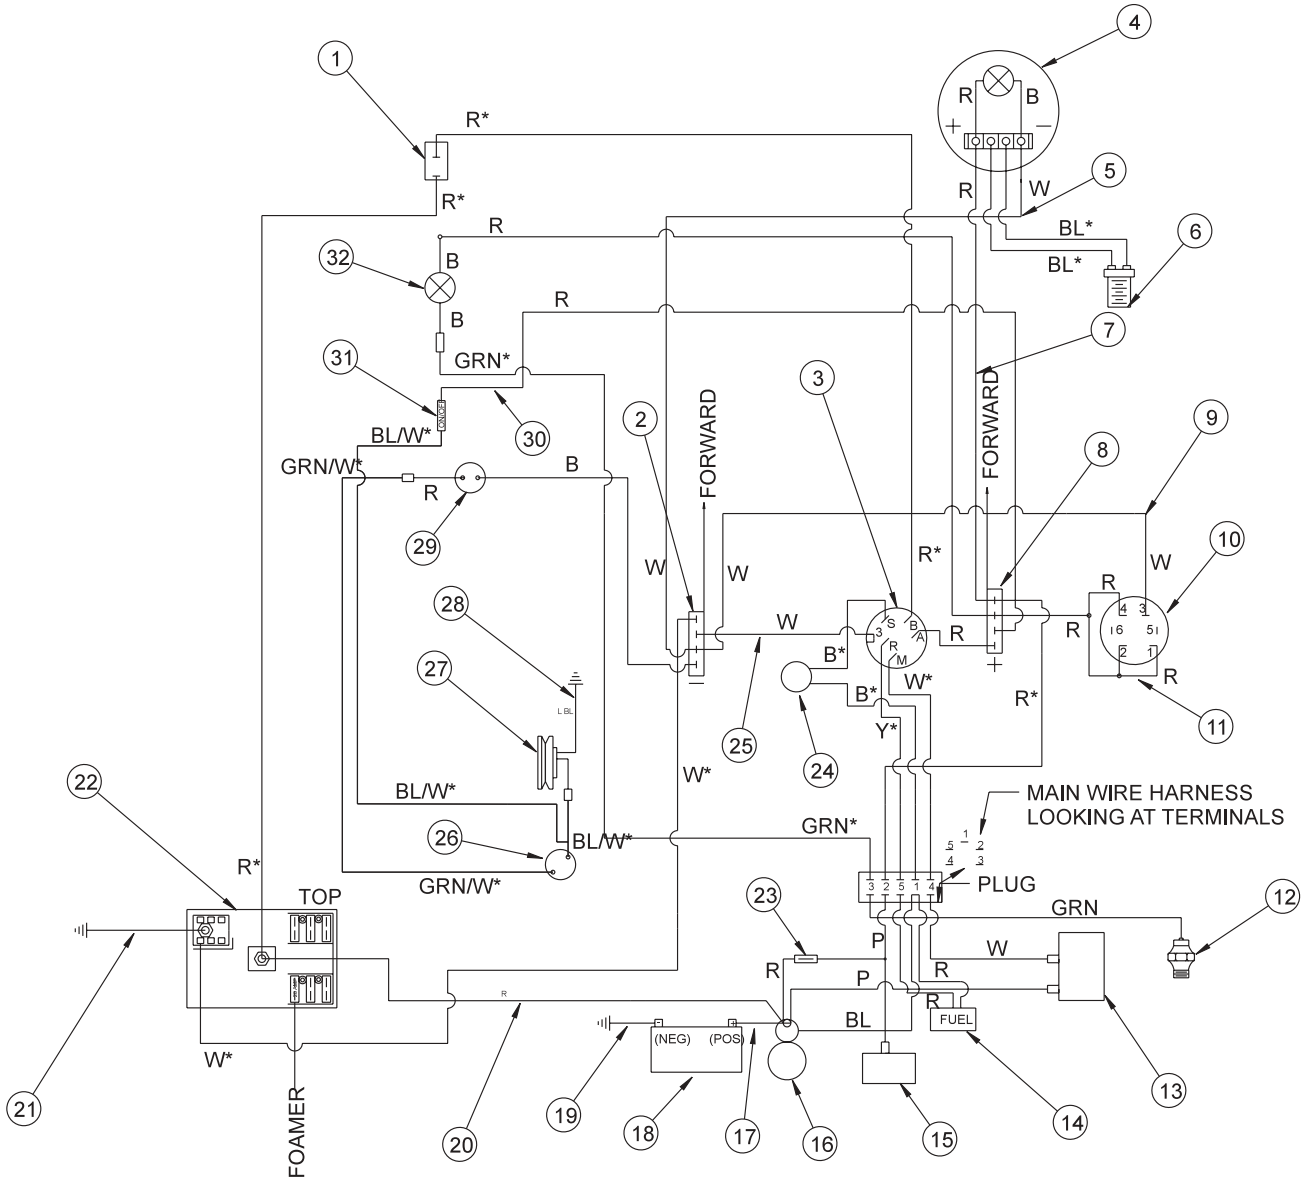 4
1
R*
R B
+ −
5
R W
R*
R
BL*
6
32
B
BL*
R
B
7
31
GRN*
3
FORWARD
FORWARD
2
9
ON/OFF
30
BL/W*
8
GRN/W*
B
R
29
R*
10
W
W
W
R
28
4 3
S B
W 3 A
6 5
R
R
R
B*
2 1
M
27
− +
R
L BL
B*
W*
R*
11
25
Y*
24
W*
22
BL/W*
MAIN WIRE HARNESS
LOOKING AT TERMINALS
GRN*
1
26
BL/W*
5 2
4 3
R*
GRN/W*
3 2 5 1 4
PLUG
TOP
23
12
GRN
P
W
R
R
P
R
R
21
BL
FUEL
(NEG) (POS)
W*
13
FOAMER
19
18
17
16
15
14
20